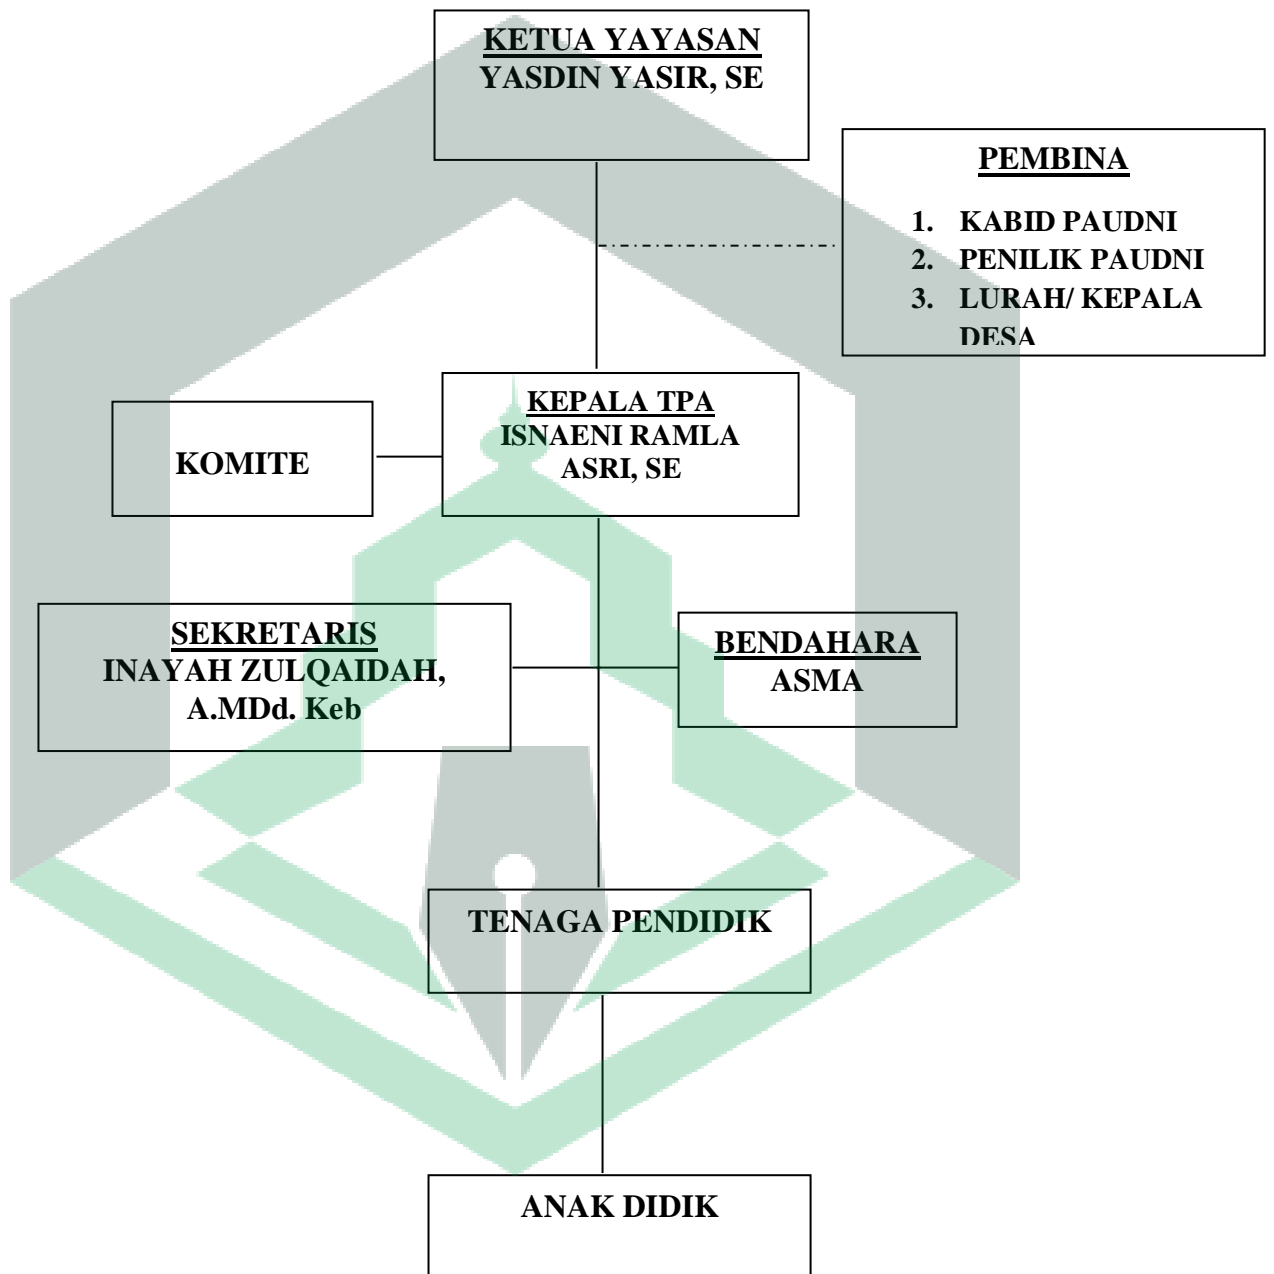 KETUA YAYASAN
YASDIN YASIR, SE
PEMBINA
1. KABID PAUDNI
2. PENILIK PAUDNI
3. LURAH/ KEPALA
DESA
KEPALA TPA
ISNAENI RAMLA
ASRI, SE
KOMITE
SEKRETARIS
INAYAH ZULQAIDAH,
A.MDd. Keb
BENDAHARA
ASMA
TENAGA PENDIDIK
ANAK DIDIK